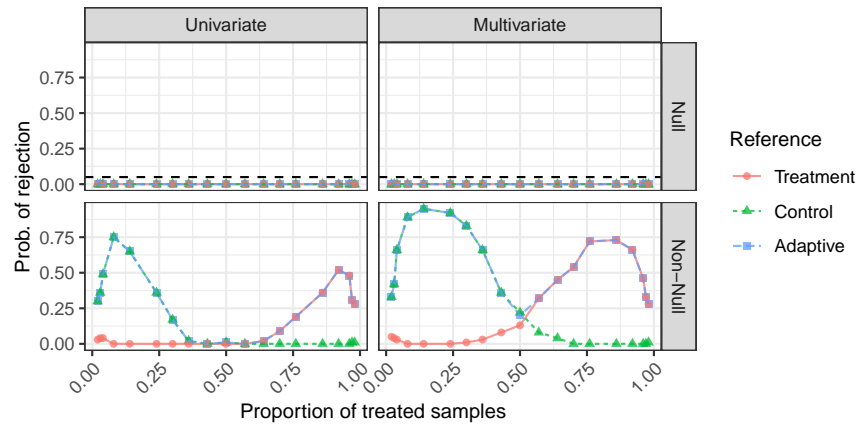 Univariate
Multivariate
Prob. of rejection
0.75
0.50
0.25
0.00
Null
0.75
0.50
0.25
0.00
Non−Null
0.00
0.25
0.50
0.75
1.00
0.00
0.25
0.50
0.75
1.00
Proportion of treated samples
Reference
Treatment
Control
Adaptive